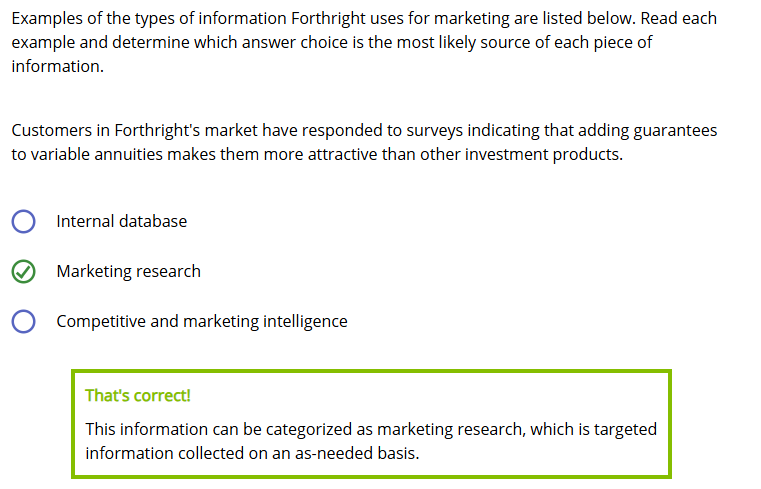 Examples of the types of information Forthright uses for marketing are listed below. Read each
example and determine which answer choice is the most likely source of each piece of
information.
Customers in Forthright's market have responded to surveys indicating that adding guarantees
to variable annuities makes them more attractive than other investment products.
Internal database
Marketing research
Competitive and marketing intelligence
That's correct!
This information can be categorized as marketing research, which is targeted
information collected on an as-needed basis.